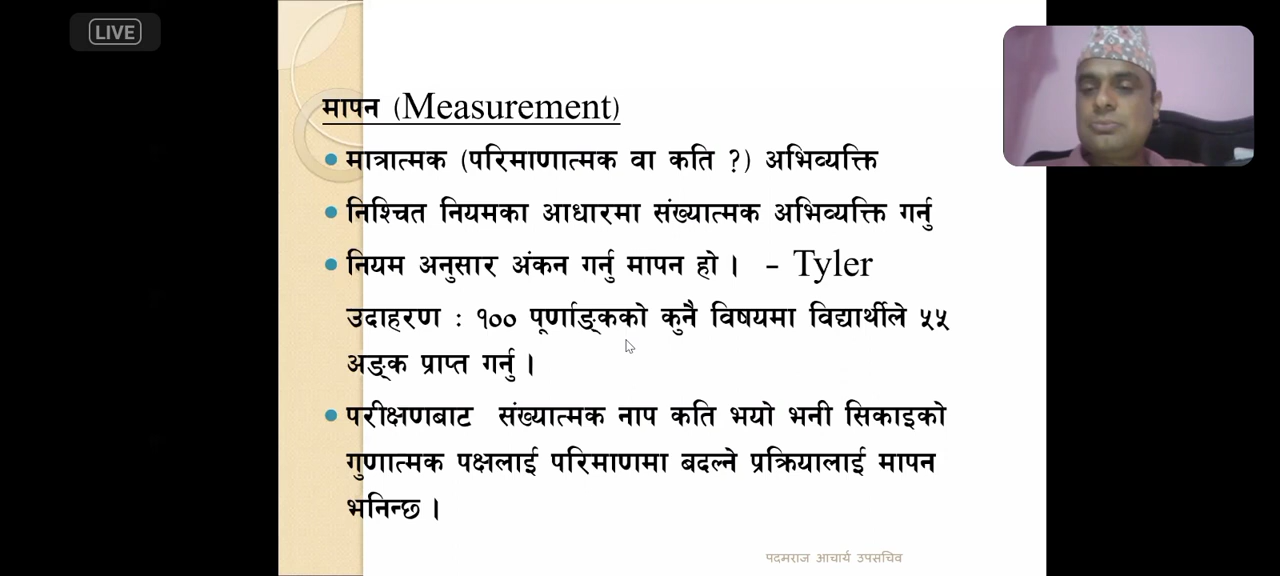 LIVE
मापन (Measurement)
मात्रात्मक (परिमाणात्मक वा कति ?) अभिव्यक्ति
निश्चित नियमका आधारमा संख्यात्मक अभिव्यक्ति गर्नु
नियम अनुसार अंकन गर्नु मापन हो । - Tyler
उदाहरण : १०० पूर्णाङ्कको कुनै विषयमा विद्यार्थीले ५५
अङ्क प्राप्त गर्नु ।
परीक्षणबाट संख्यात्मक नाप कति भयो भनी सिकाइको
गुणात्मक पक्षलाई परिमाणमा बदल्ने प्रक्रियालाई मापन
भनिन्छ ।
पदमराज आचार्य उपसचिव